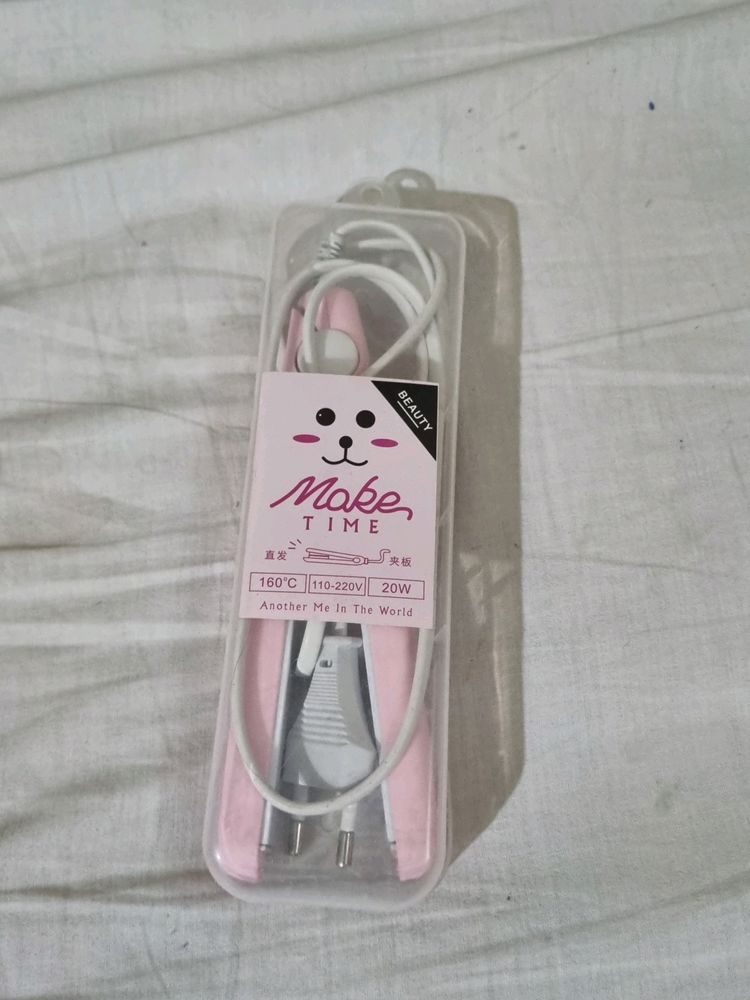 BEAUTY
Make
TIME
直发 夹板
160°C 110-220V 20W
Another Me In The World